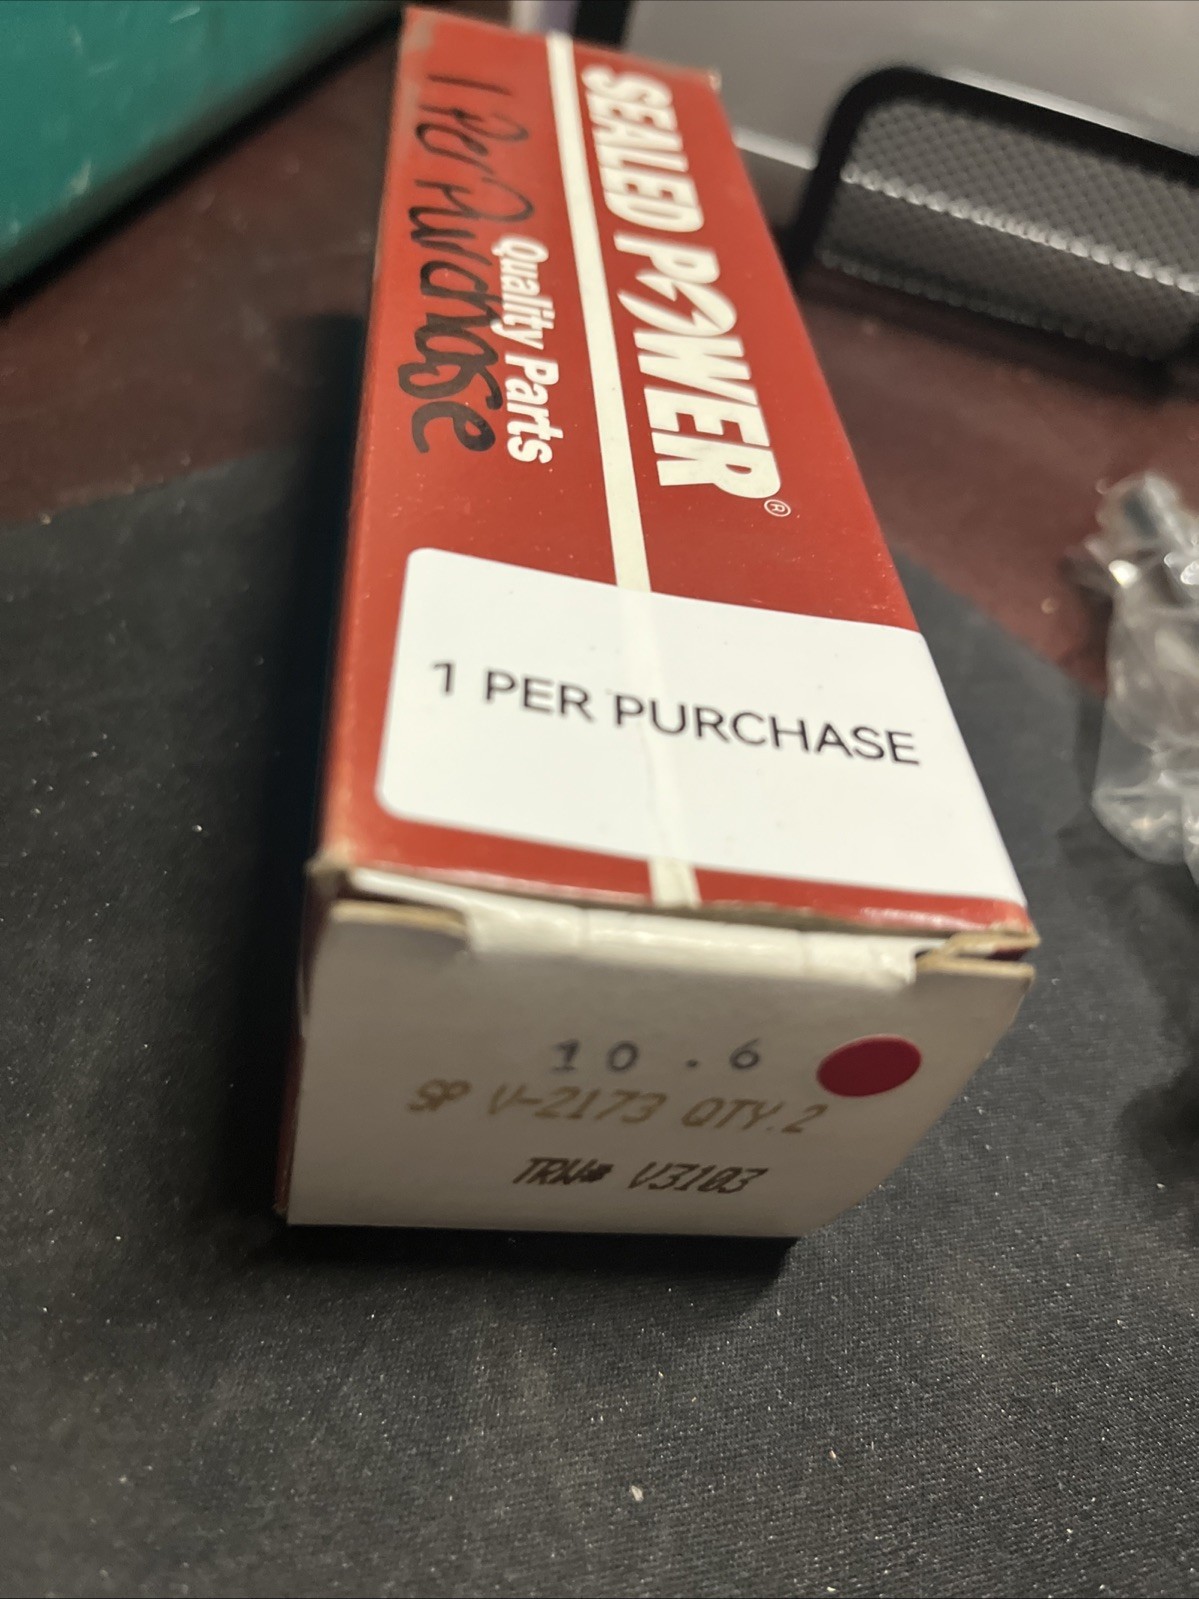 SEALED POWER®
Quality Parts
1 Per Purchase
1 PER PURCHASE
10.6
SP V-2173 QTY.2
TRW# V3103